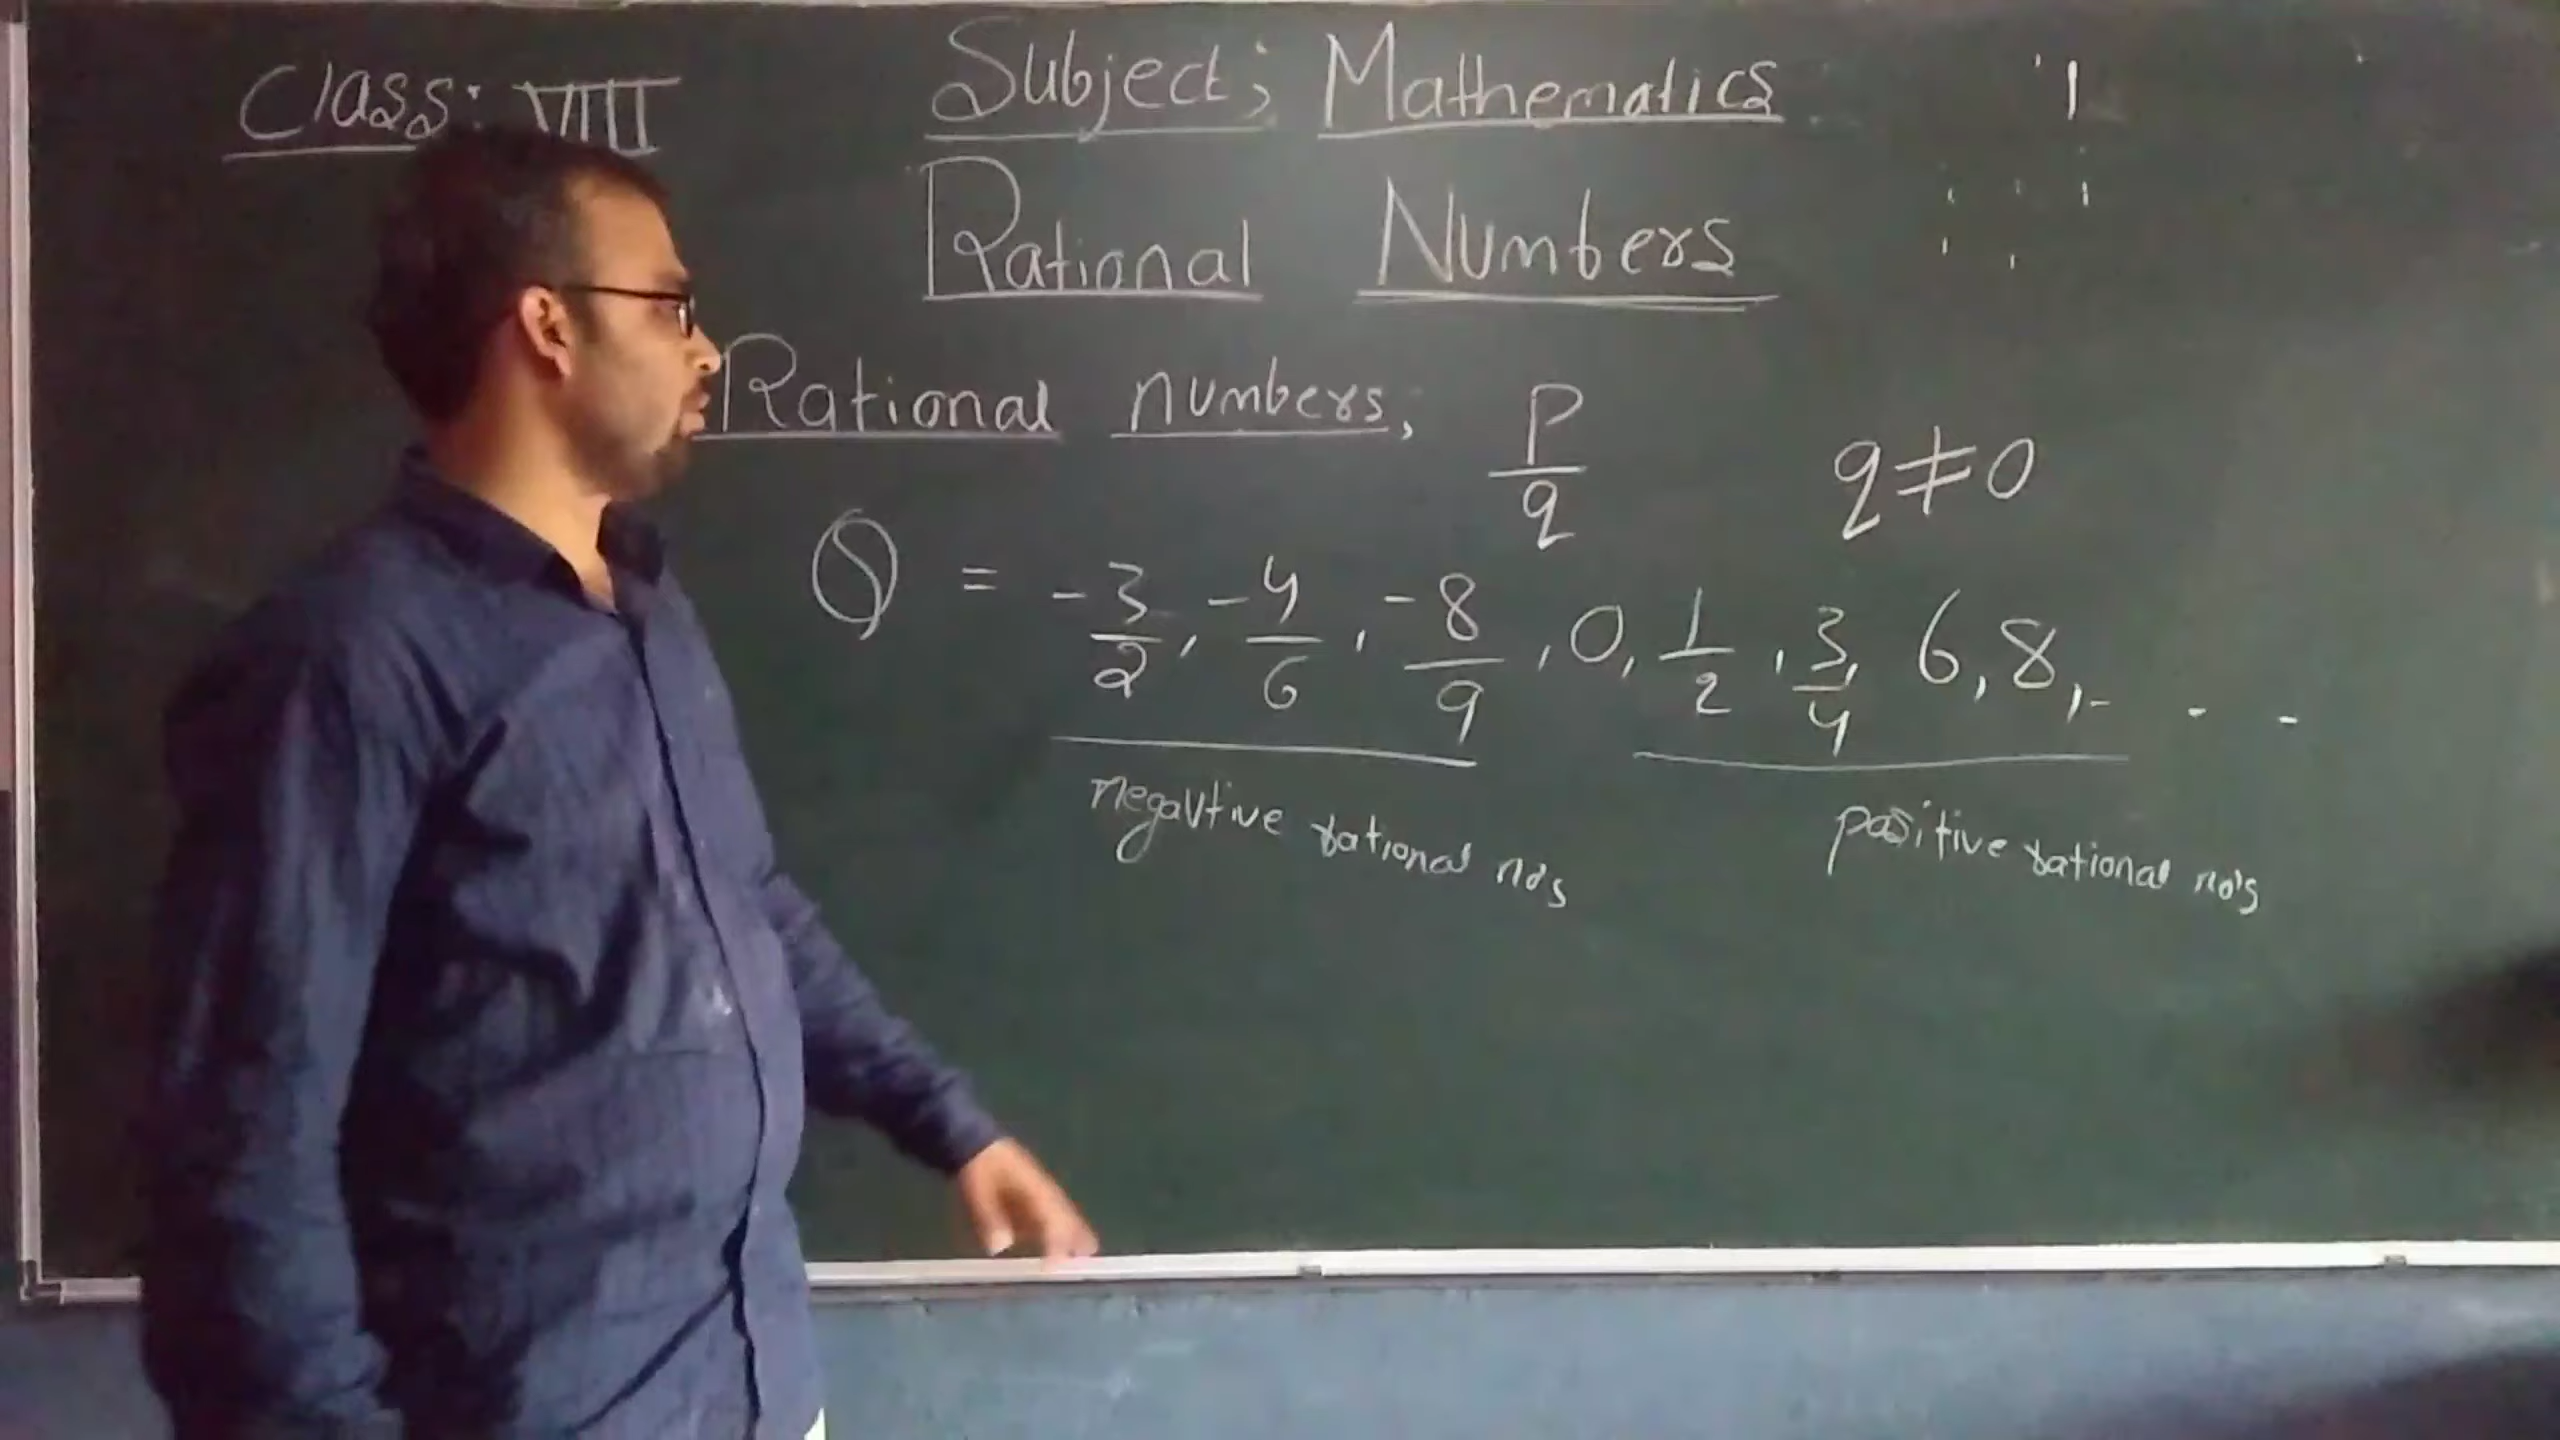 Class: VIII Subject; Mathematics
Rational Numbers
Rational numbers; p/q q≠0
Q = -3/2, -4/6, -8/9, 0, 1/2, 3/4, 6, 8, - - -
negavtive rational no's positive rational no's